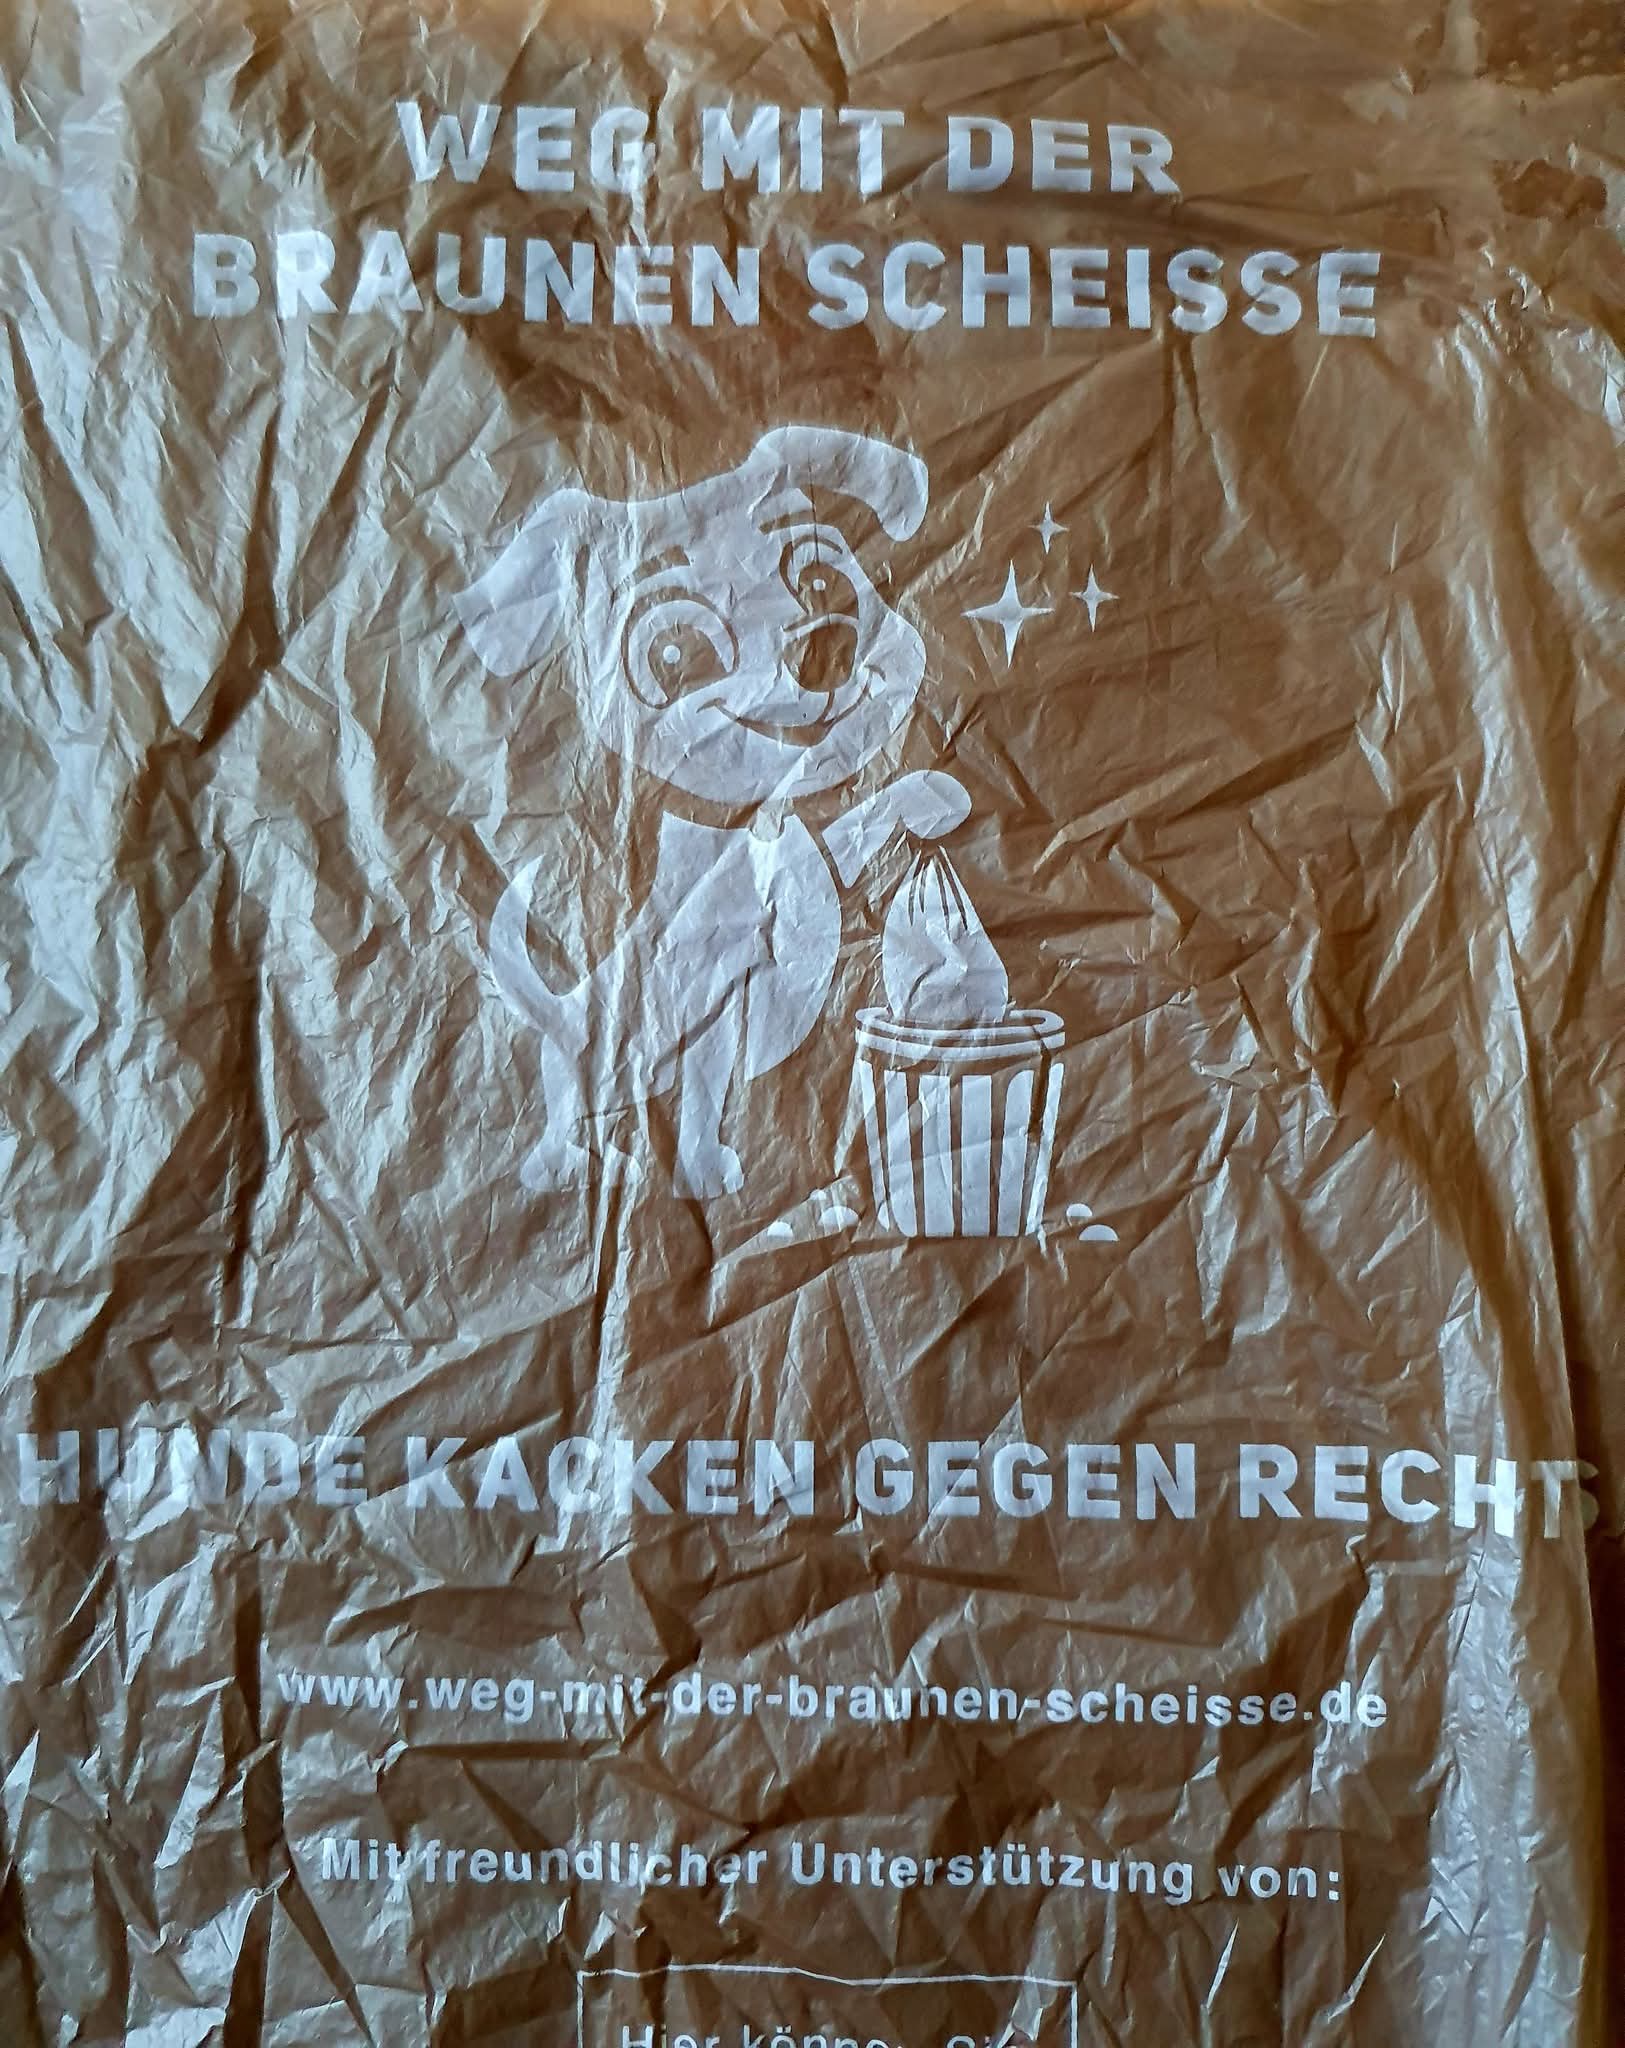 WEG MIT DER
BRAUNEN SCHEISSE
HUNDE KACKEN GEGEN RECHTS
www.weg-mit-der-braunen-scheisse.de
Mit freundlicher Unterstützung von:
Hier